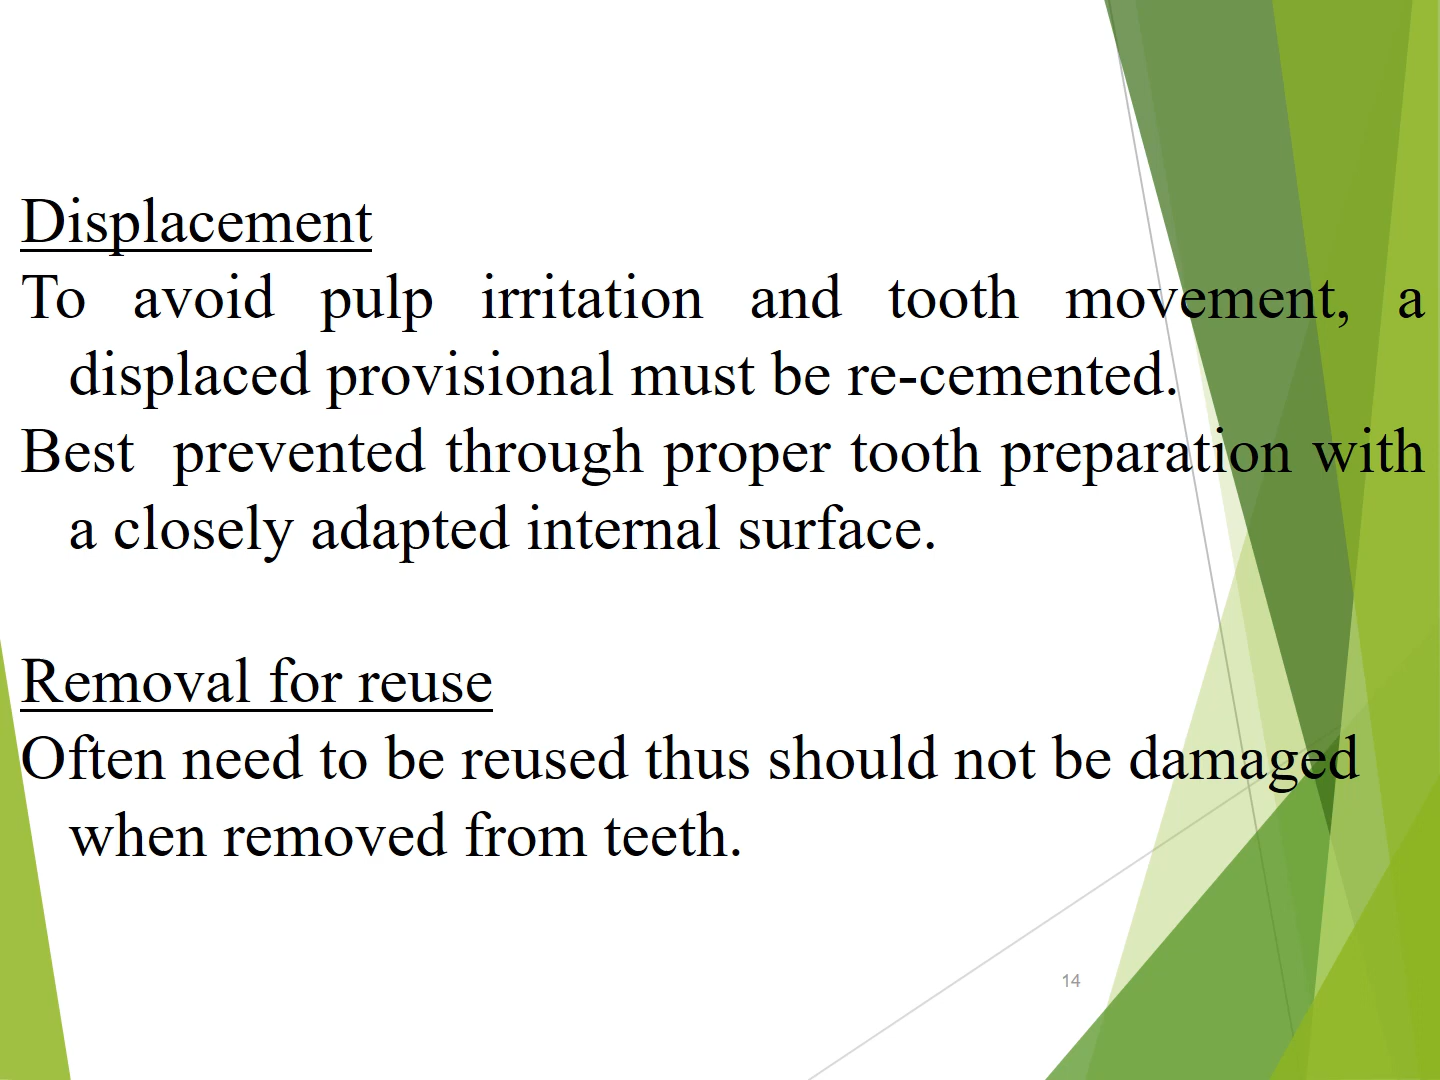 Displacement
To avoid pulp irritation and tooth movement, a
displaced provisional must be re-cemented.
Best prevented through proper tooth preparation with
a closely adapted internal surface.
Removal for reuse
Often need to be reused thus should not be damaged
when removed from teeth.
14